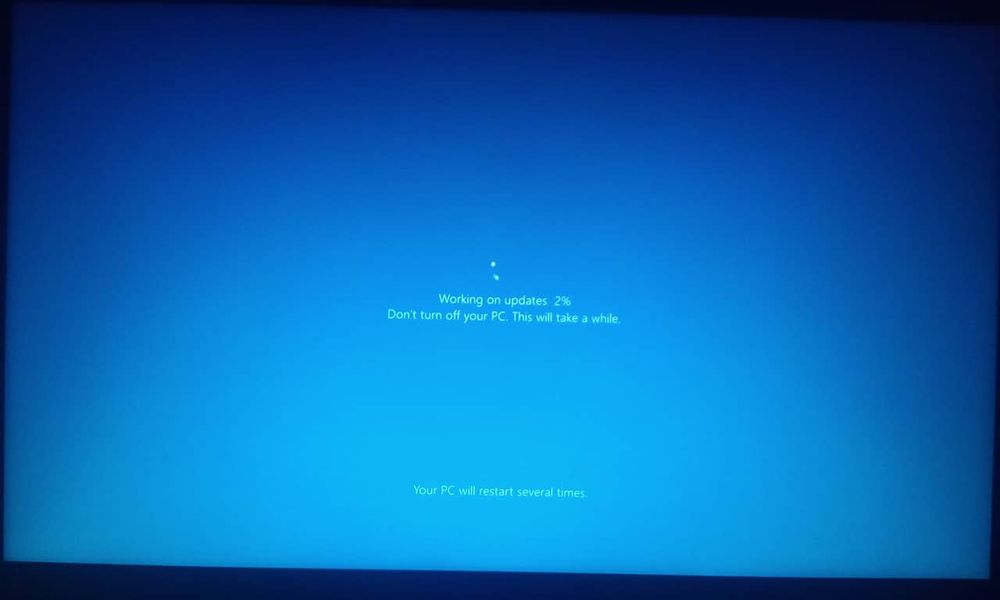 Working on updates 2%
Don't turn off your PC. This will take a while.
Your PC will restart several times.